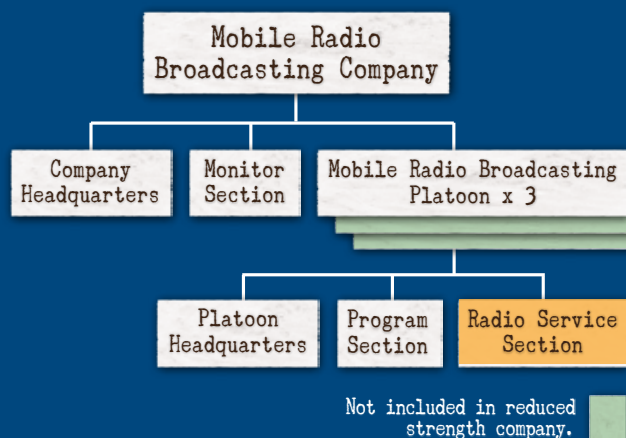 Mobile Radio
Broadcasting Company
Company
Headquarters
Monitor
Section
Mobile Radio Broadcasting
Platoon x 3
Platoon
Headquarters
Program
Section
Radio Service
Section
Not included in reduced
strength company.